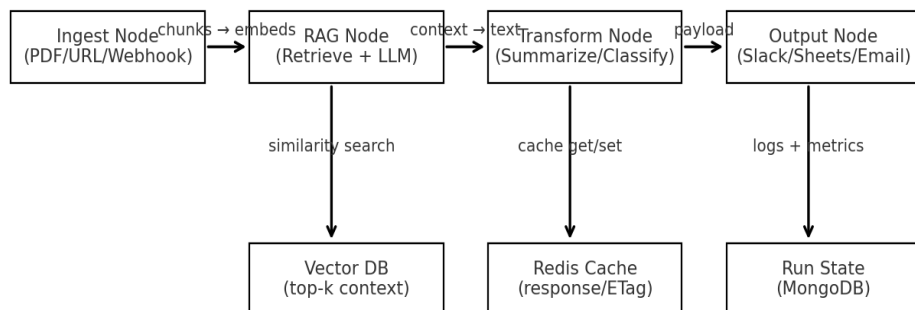 Ingest Node
(PDF/URL/Webhook)
chunks → embeds
RAG Node
(Retrieve + LLM)
context → text
Transform Node
(Summarize/Classify)
payload
Output Node
(Slack/Sheets/Email)
similarity search
cache get/set
logs + metrics
Vector DB
(top-k context)
Redis Cache
(response/ETag)
Run State
(MongoDB)